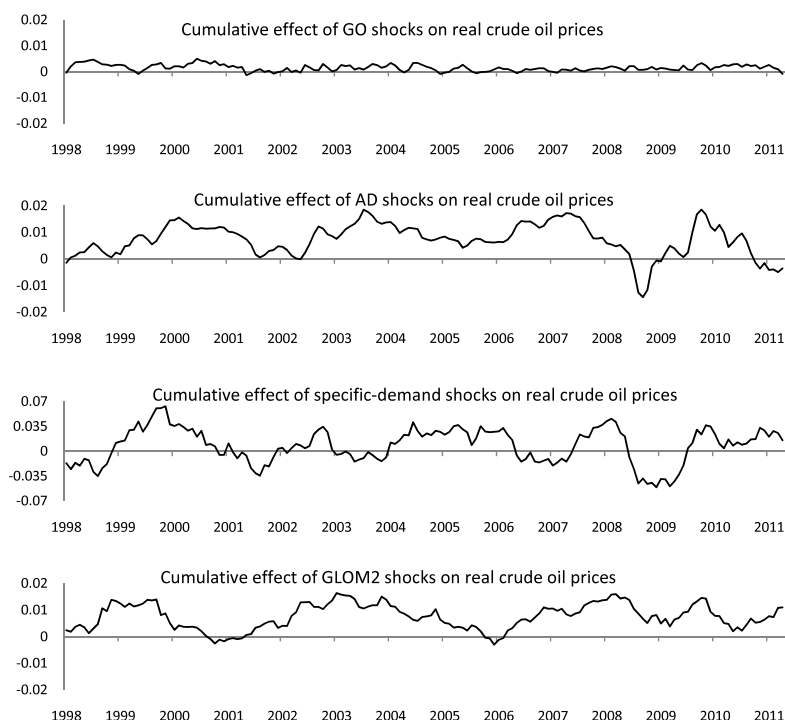 Cumulative effect of GO shocks on real crude oil prices
0.02
0.01
0
-0.01
-0.02
1998 1999 2000 2001 2002 2003 2004 2005 2006 2007 2008 2009 2010 2011
Cumulative effect of AD shocks on real crude oil prices
0.02
0.01
0
-0.01
-0.02
1998 1999 2000 2001 2002 2003 2004 2005 2006 2007 2008 2009 2010 2011
Cumulative effect of specific-demand shocks on real crude oil prices
0.07
0.035
0
-0.035
-0.07
1998 1999 2000 2001 2002 2003 2004 2005 2006 2007 2008 2009 2010 2011
Cumulative effect of GLOM2 shocks on real crude oil prices
0.02
0.01
0
-0.01
-0.02
1998 1999 2000 2001 2002 2003 2004 2005 2006 2007 2008 2009 2010 2011